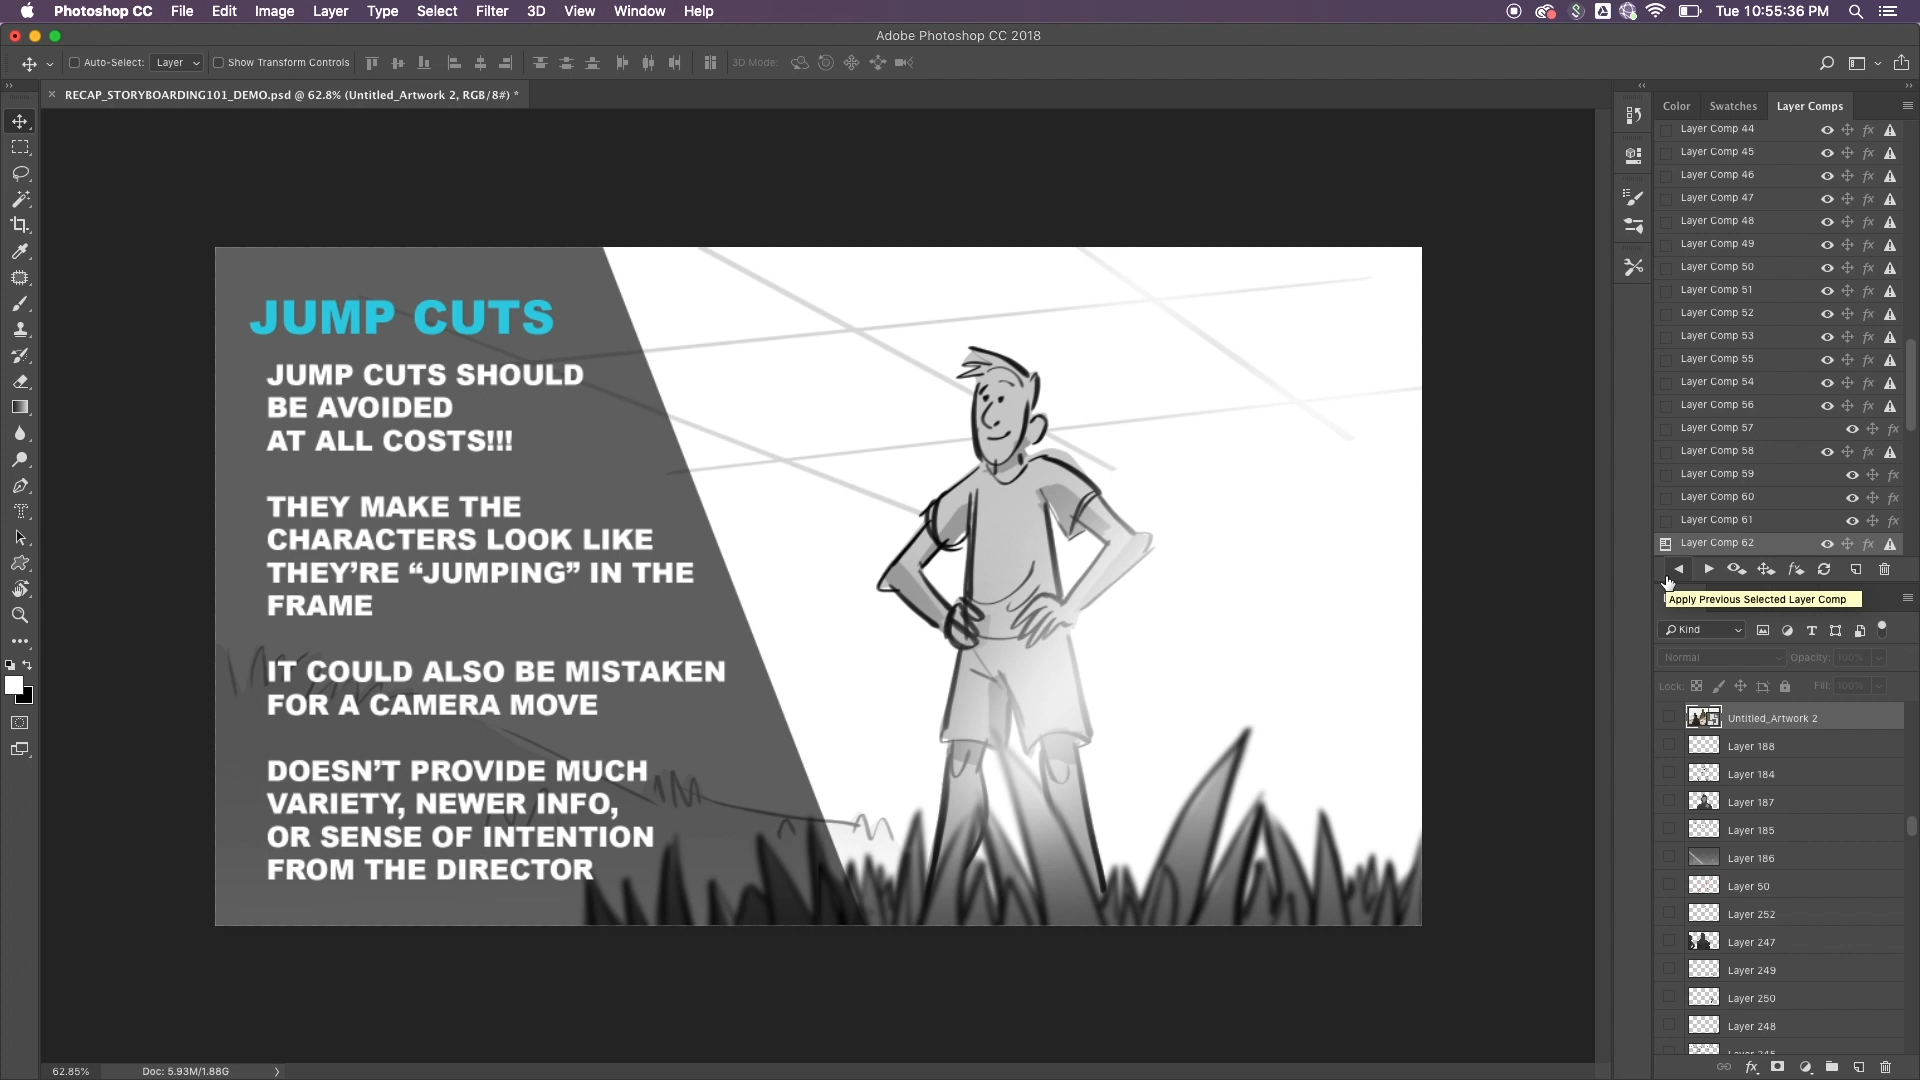 Photoshop CC File Edit Image Layer Type Select Filter 3D View Window Help Tue 10:55:36 PM
Adobe Photoshop CC 2018
Auto-Select: Layer Show Transform Controls 3D Mode:
RECAP_STORYBOARDING101_DEMO.psd @ 62.8% (Untitled_Artwork 2, RGB/8#) *
JUMP CUTS
JUMP CUTS SHOULD
BE AVOIDED
AT ALL COSTS!!!
THEY MAKE THE
CHARACTERS LOOK LIKE
THEY'RE “JUMPING” IN THE
FRAME
IT COULD ALSO BE MISTAKEN
FOR A CAMERA MOVE
DOESN'T PROVIDE MUCH
VARIETY, NEWER INFO,
OR SENSE OF INTENTION
FROM THE DIRECTOR
Color Swatches Layer Comps
Layer Comp 44
Layer Comp 45
Layer Comp 46
Layer Comp 47
Layer Comp 48
Layer Comp 49
Layer Comp 50
Layer Comp 51
Layer Comp 52
Layer Comp 53
Layer Comp 55
Layer Comp 54
Layer Comp 56
Layer Comp 57
Layer Comp 58
Layer Comp 59
Layer Comp 60
Layer Comp 61
Layer Comp 62
Apply Previous Selected Layer Comp
Kind
Normal Opacity: 100%
Lock: Fill: 100%
Untitled_Artwork 2
Layer 188
Layer 184
Layer 187
Layer 185
Layer 186
Layer 50
Layer 252
Layer 247
Layer 249
Layer 250
Layer 248
62.85% Doc: 5.93M/1.88G